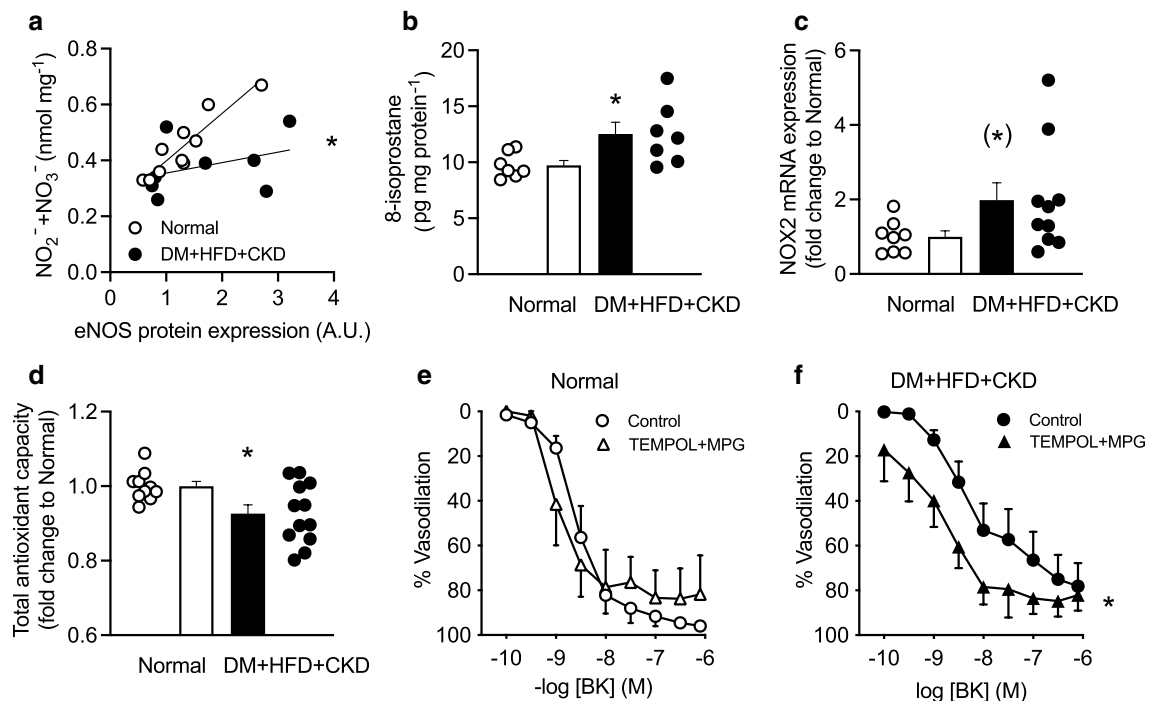 a
NO₂⁻+NO₃⁻ (nmol mg⁻¹)
0.8
0.6
0.4
0.2
0.0
*
Normal
DM+HFD+CKD
0 1 2 3 4
eNOS protein expression (A.U.)
b
8-isoprostane
(pg mg protein⁻¹)
20
15
10
5
0
*
Normal DM+HFD+CKD
c
NOX2 mRNA expression
(fold change to Normal)
6
4
2
0
(*)
Normal DM+HFD+CKD
d
Total antioxidant capacity
(fold change to Normal)
1.2
1.0
0.8
0.6
*
Normal DM+HFD+CKD
e
Normal
% Vasodilation
0
20
40
60
80
100
Control
TEMPOL+MPG
-10 -9 -8 -7 -6
-log [BK] (M)
f
DM+HFD+CKD
% Vasodilation
0
20
40
60
80
100
Control
TEMPOL+MPG
*
-10 -9 -8 -7 -6
log [BK] (M)